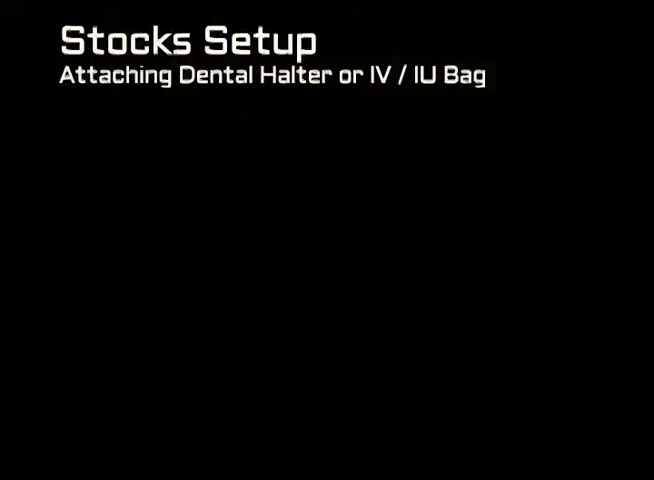 Stocks Setup
Attaching Dental Halter or IV / IU Bag